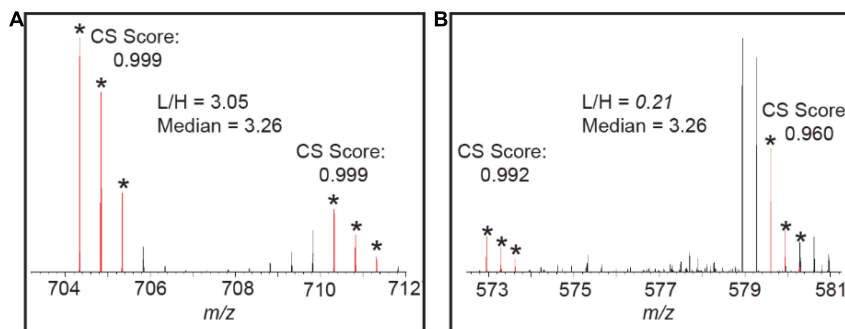 A
* CS Score:
0.999
*
L/H = 3.05
Median = 3.26
CS Score:
0.999
*
*
*
*
704
706
708
710
712
m/z
B
L/H = 0.21
Median = 3.26
CS Score
0.960
*
CS Score:
0.992
*
*
*
*
*
573
575
577
579
581
m/z